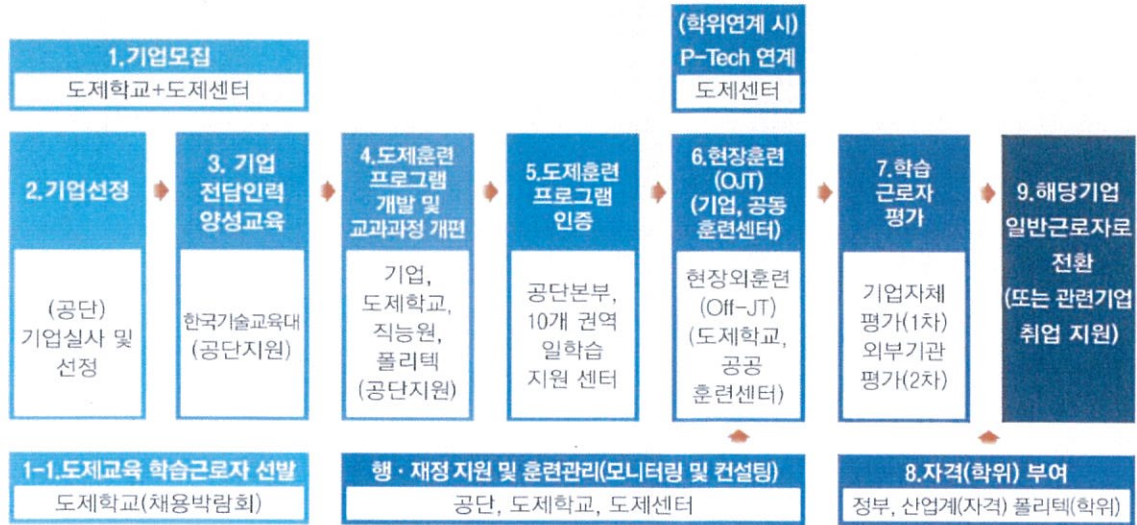 1.기업모집
도제학교+도제센터
(학위연계 시)
P-Tech 연계
도제센터
2.기업선정
(공단)
기업실사 및
선정
3. 기업
전담인력
양성교육
한국기술교육대
(공단지원)
4.도제훈련
프로그램
개발 및
교과과정 개편
기업,
도제학교,
직능원,
폴리텍
(공단지원)
5.도제훈련
프로그램
인증
공단본부,
10개 권역
일학습
지원 센터
6.현장훈련
(OJT)
(기업, 공동
훈련센터)
현장외훈련
(Off-JT)
(도제학교,
공공
훈련센터)
7.학습
근로자
평가
기업자체
평가(1차)
외부기관
평가(2차)
9.해당기업
일반근로자로
전환
(또는 관련기업
취업 지원)
1-1.도제교육 학습근로자 선발
도제학교(채용박람회)
행·재정 지원 및 훈련관리(모니터링 및 컨설팅)
공단, 도제학교, 도제센터
8.자격(학위) 부여
정부, 산업계(자격) 폴리텍(학위)